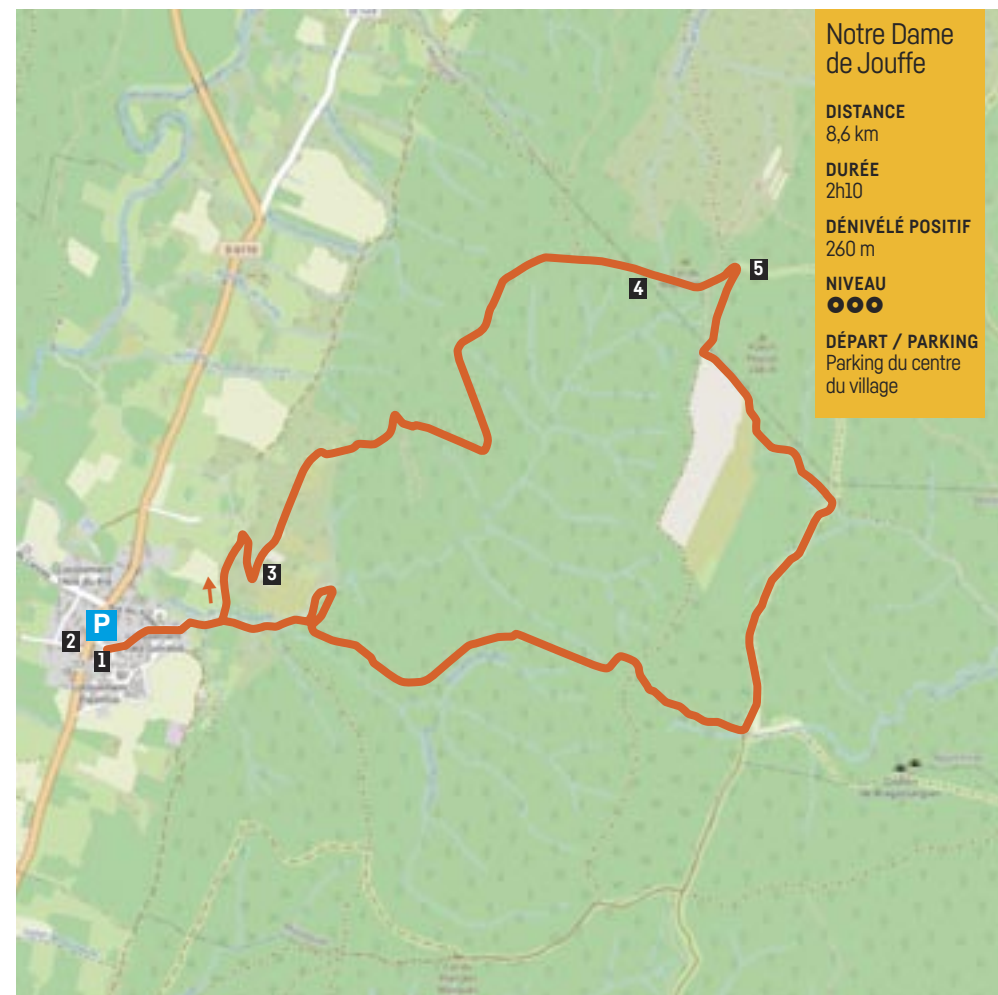 Notre Dame
de Jouffe
DISTANCE
8,6 km
DURÉE
2h10
DÉNIVÉLÉ POSITIF
260 m
NIVEAU
DÉPART / PARKING
Parking du centre
du village
5
4
3
P
2
1